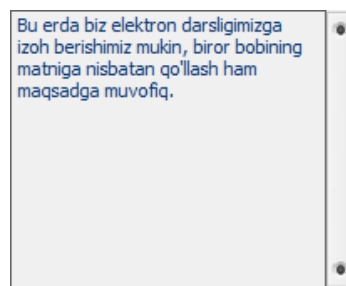 Bu erda biz elektron darsligimizga
izoh berishimiz mukin, biror bobining
matniga nisbatan qo'llash ham
maqsadga muvofiq.